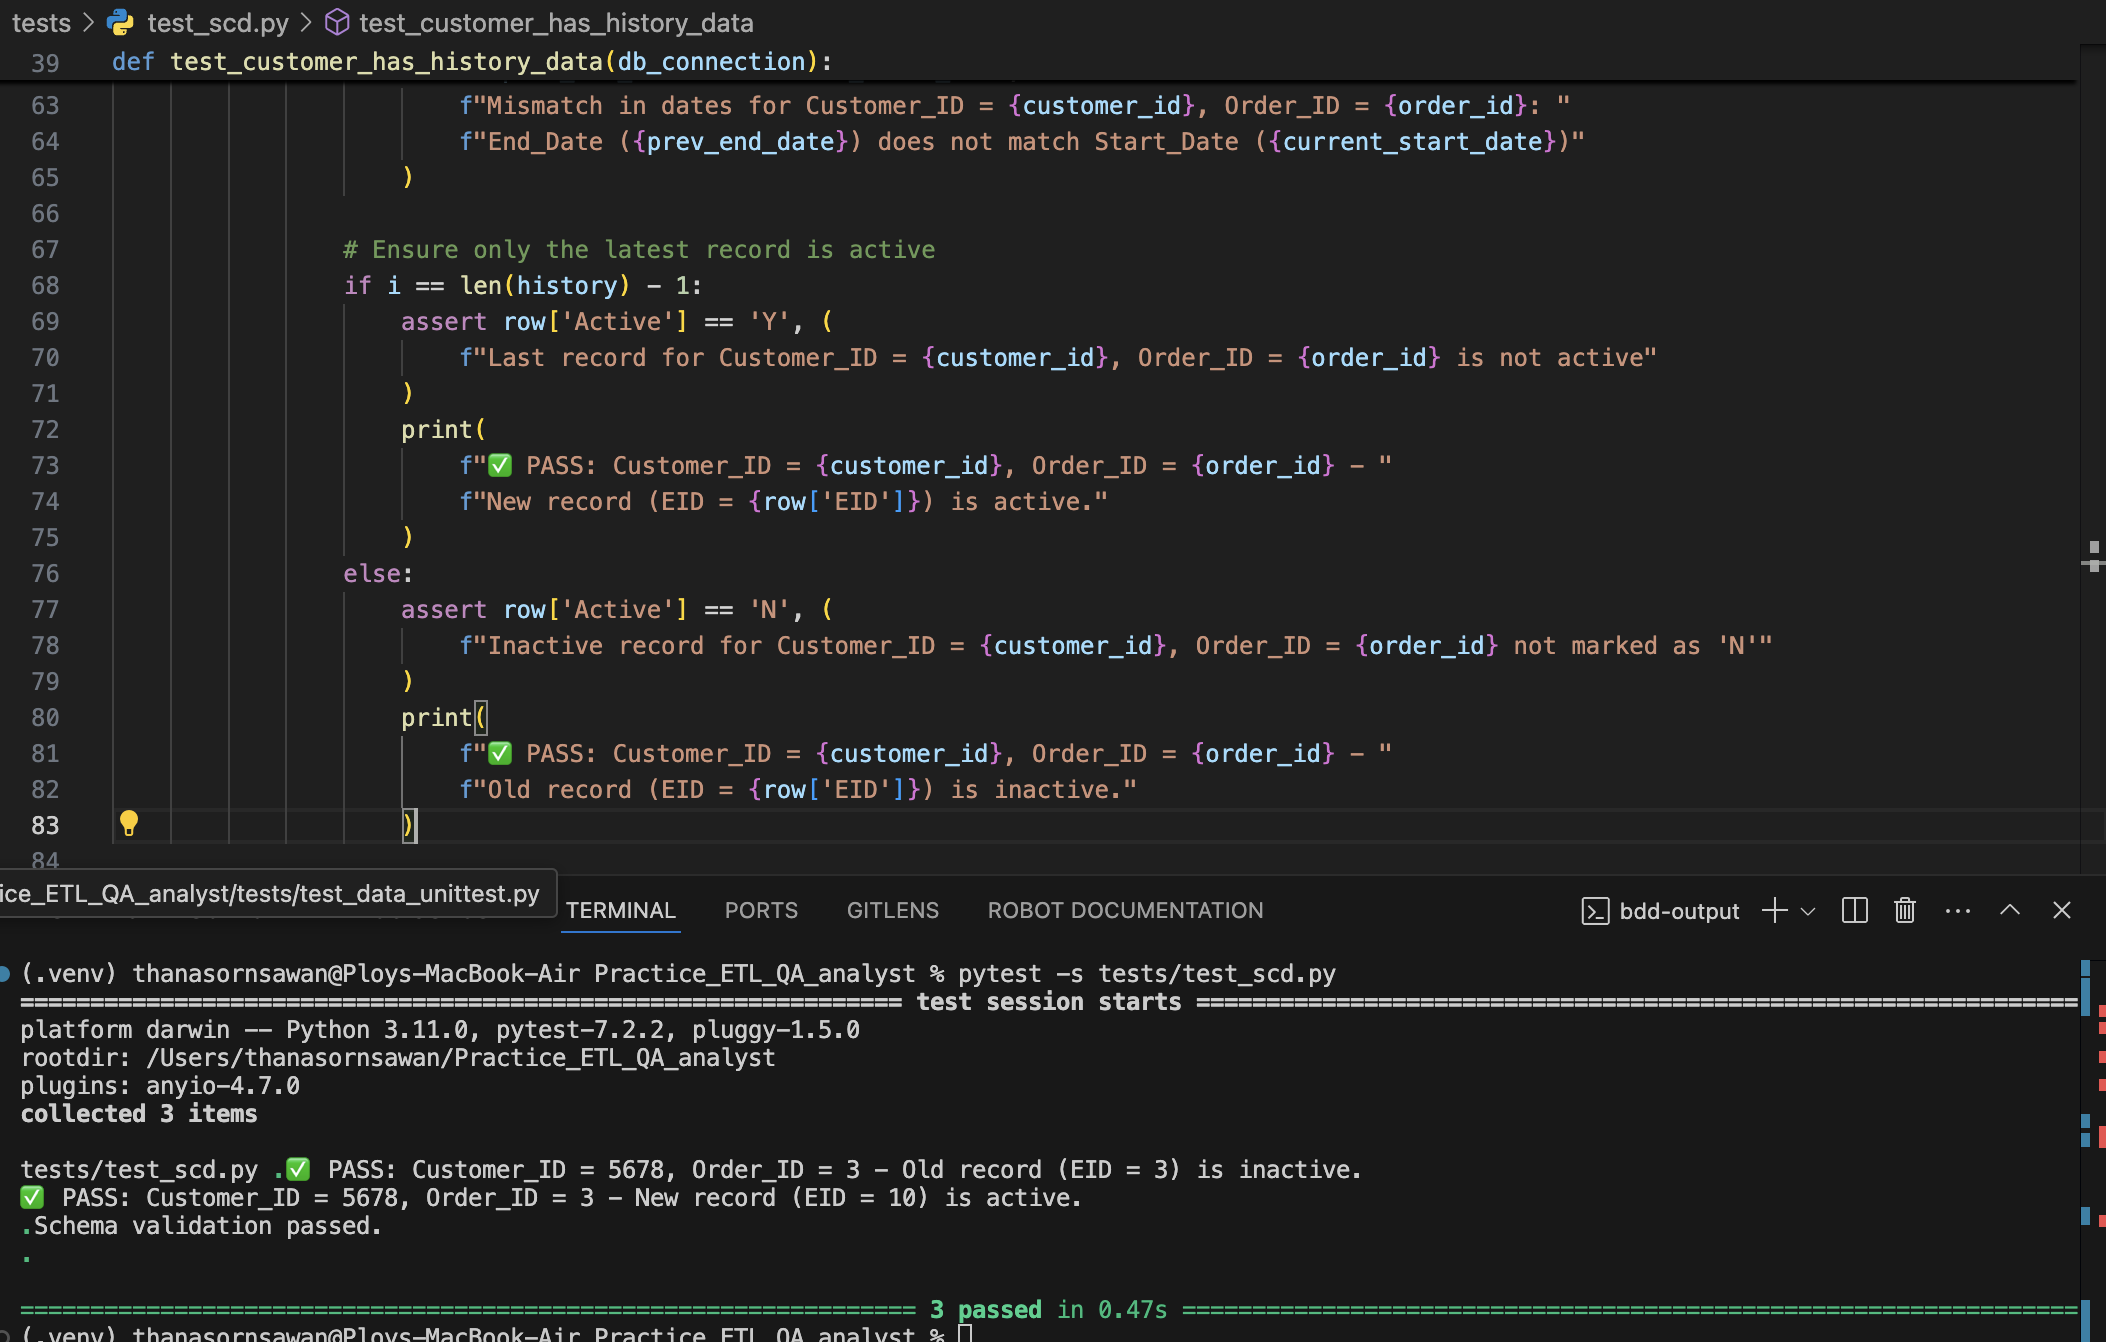 tests > test_scd.py > test_customer_has_history_data
39 def test_customer_has_history_data(db_connection):
63 f"Mismatch in dates for Customer_ID = {customer_id}, Order_ID = {order_id}: "
64 f"End_Date ({prev_end_date}) does not match Start_Date ({current_start_date})"
65 )
66
67 # Ensure only the latest record is active
68 if i == len(history) - 1:
69 assert row['Active'] == 'Y', (
70 f"Last record for Customer_ID = {customer_id}, Order_ID = {order_id} is not active"
71 )
72 print(
73 f"✅ PASS: Customer_ID = {customer_id}, Order_ID = {order_id} - "
74 f"New record (EID = {row['EID']}) is active."
75 )
76 else:
77 assert row['Active'] == 'N', (
78 f"Inactive record for Customer_ID = {customer_id}, Order_ID = {order_id} not marked as 'N'"
79 )
80 print(
81 f"✅ PASS: Customer_ID = {customer_id}, Order_ID = {order_id} - "
82 f"Old record (EID = {row['EID']}) is inactive."
83 )
84
ice_ETL_QA_analyst/tests/test_data_unittest.py
TERMINAL PORTS GITLENS ROBOT DOCUMENTATION bdd-output
(.venv) thanasornsawan@Ploys-MacBook-Air Practice_ETL_QA_analyst % pytest -s tests/test_scd.py
=============================================================== test session starts ===============================================================
platform darwin -- Python 3.11.0, pytest-7.2.2, pluggy-1.5.0
rootdir: /Users/thanasornsawan/Practice_ETL_QA_analyst
plugins: anyio-4.7.0
collected 3 items
tests/test_scd.py .✅ PASS: Customer_ID = 5678, Order_ID = 3 - Old record (EID = 3) is inactive.
✅ PASS: Customer_ID = 5678, Order_ID = 3 - New record (EID = 10) is active.
.Schema validation passed.
.
================================================================ 3 passed in 0.47s ================================================================
(.venv) thanasornsawan@Ploys-MacBook-Air Practice_ETL_QA_analyst %